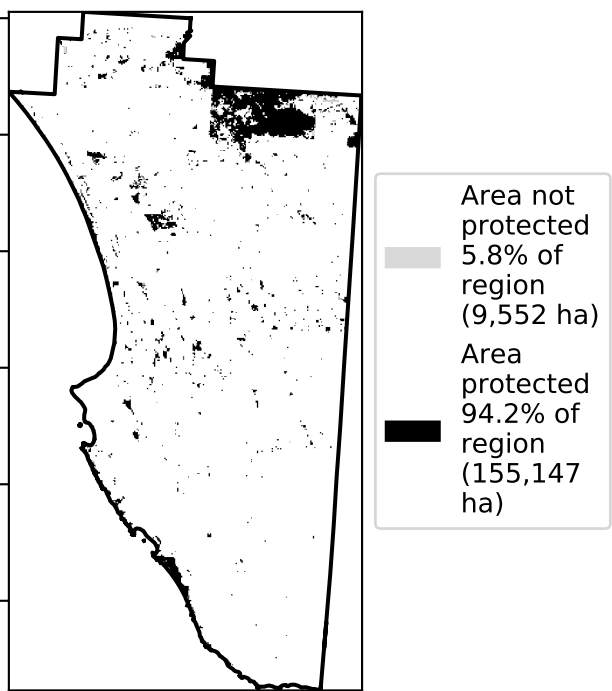 Area not
protected
5.8% of
region
(9,552 ha)
Area
protected
94.2% of
region
(155,147
ha)